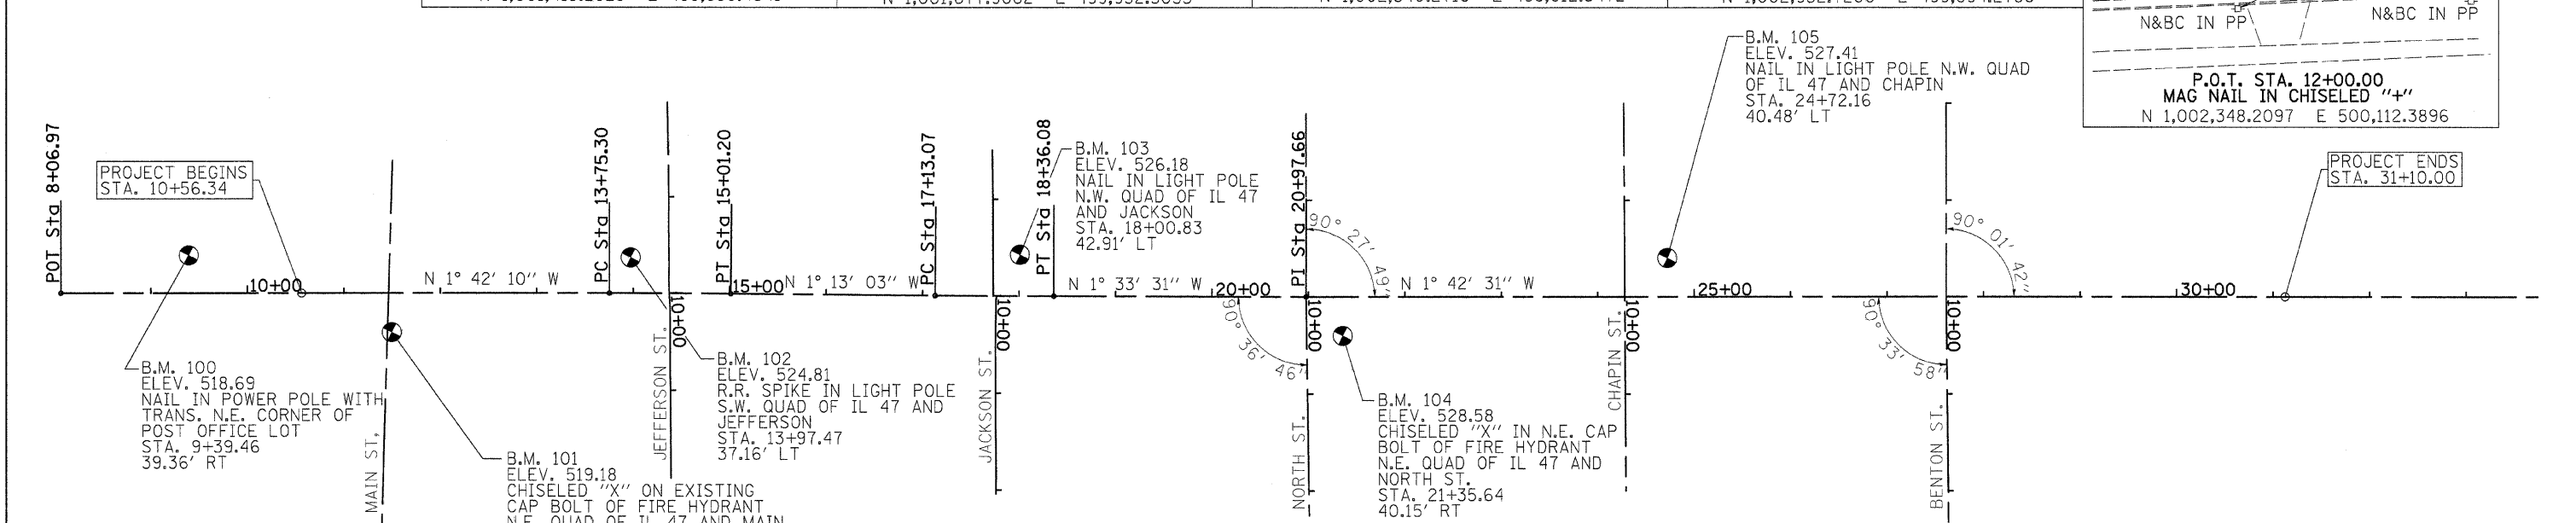 N&BC IN PP
N&BC IN PP
P.O.T. STA. 12+00.00
MAG NAIL IN CHISELED "+"
N 1,002,348.2097 E 500,112.3896
B.M. 105
ELEV. 527.41
NAIL IN LIGHT POLE N.W. QUAD
OF IL 47 AND CHAPIN
STA. 24+72.16
40.48' LT
POT Sta 8+06.97
PROJECT BEGINS
STA. 10+56.34
PC Sta 13+75.30
PT Sta 15+01.20
PC Sta 17+13.07
PT Sta 18+36.08
B.M. 103
ELEV. 526.18
NAIL IN LIGHT POLE
N.W. QUAD OF IL 47
AND JACKSON
STA. 18+00.83
42.91' LT
PI Sta 20+97.66
90° 27' 49"
90° 01' 42"
PROJECT ENDS
STA. 31+10.00
10+00
N 1° 42' 10" W
15+00
N 1° 13' 03" W
N 1° 33' 31" W
20+00
N 1° 42' 31" W
25+00
30+00
10+00
10+00
10+00
10+00
10+00
90° 36' 46"
90° 33' 58"
MAIN ST.
JEFFERSON ST.
JACKSON ST.
NORTH ST.
CHAPIN ST.
BENTON ST.
B.M. 100
ELEV. 518.69
NAIL IN POWER POLE WITH
TRANS. N.E. CORNER OF
POST OFFICE LOT
STA. 9+39.46
39.36' RT
B.M. 101
ELEV. 519.18
CHISELED "X" ON EXISTING
CAP BOLT OF FIRE HYDRANT
N.E. QUAD OF IL 47 AND MAIN
B.M. 102
ELEV. 524.81
R.R. SPIKE IN LIGHT POLE
S.W. QUAD OF IL 47 AND
JEFFERSON
STA. 13+97.47
37.16' LT
B.M. 104
ELEV. 528.58
CHISELED "X" IN N.E. CAP
BOLT OF FIRE HYDRANT
N.E. QUAD OF IL 47 AND
NORTH ST.
STA. 21+35.64
40.15' RT